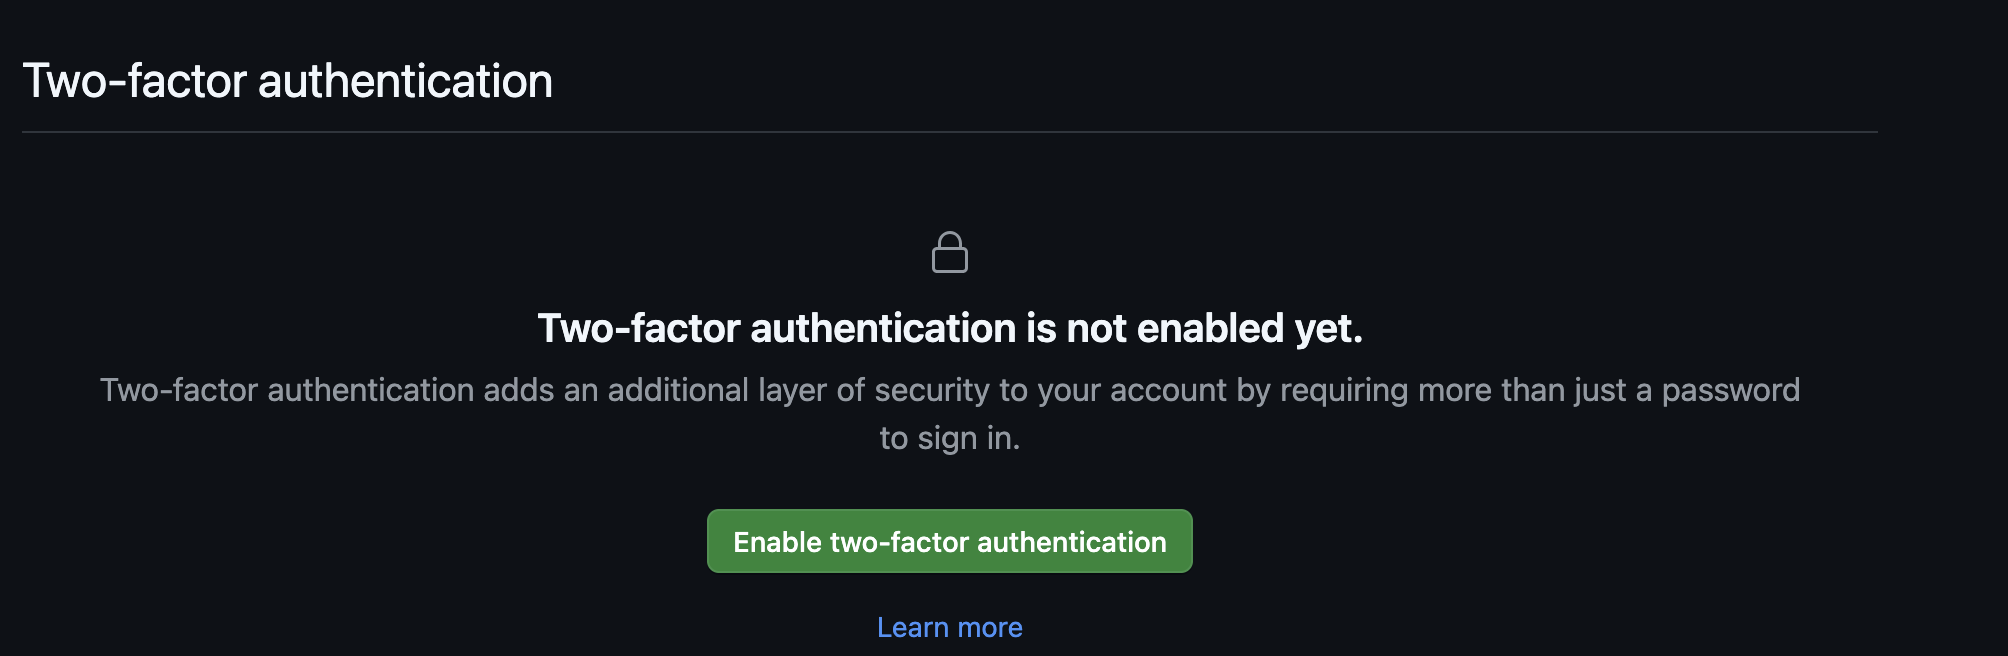 Two-factor authentication
Two-factor authentication is not enabled yet.
Two-factor authentication adds an additional layer of security to your account by requiring more than just a password
to sign in.
Enable two-factor authentication
Learn more